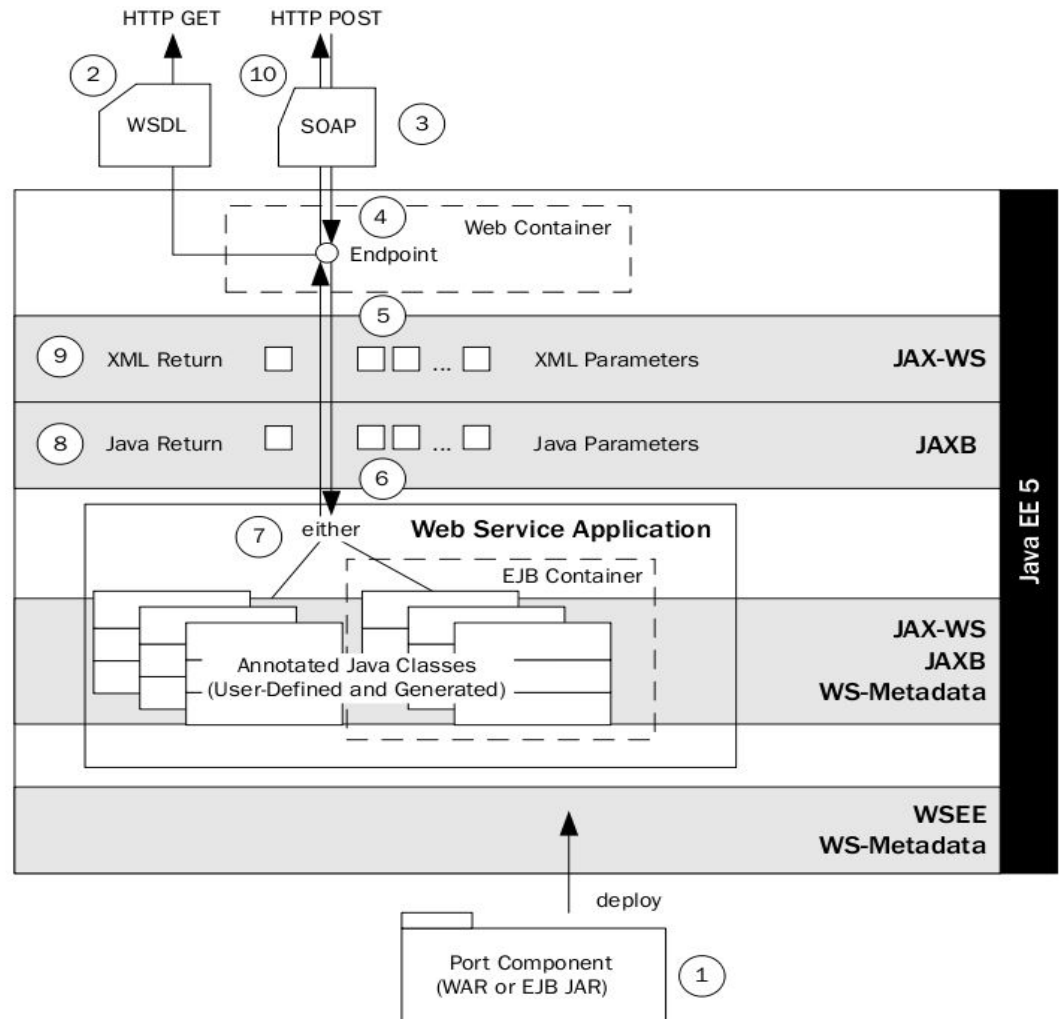 HTTP GET
HTTP POST
2
10
WSDL
SOAP
3
4
Web Container
Endpoint
5
9
XML Return
...
XML Parameters
JAX-WS
8
Java Return
...
Java Parameters
JAXB
6
7
either
Web Service Application
EJB Container
Java EE 5
Annotated Java Classes
(User-Defined and Generated)
JAX-WS
JAXB
WS-Metadata
WSEE
WS-Metadata
deploy
Port Component
(WAR or EJB JAR)
1